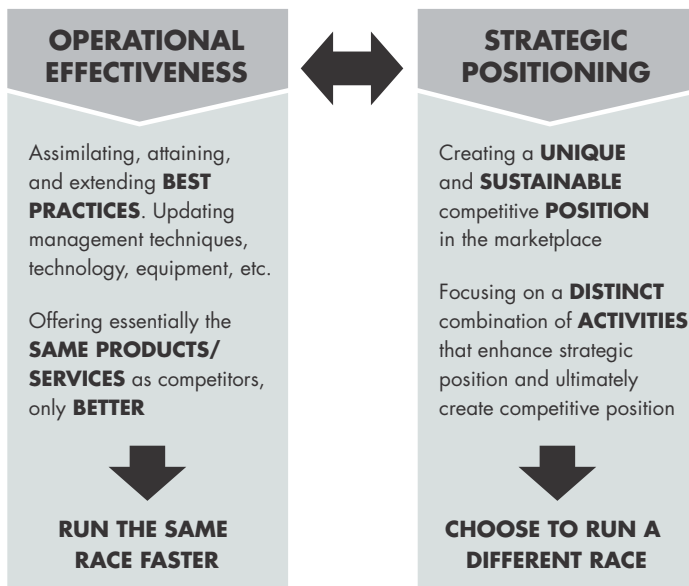 OPERATIONAL
EFFECTIVENESS
Assimilating, attaining,
and extending BEST
PRACTICES. Updating
management techniques,
technology, equipment, etc.
Offering essentially the
SAME PRODUCTS/
SERVICES as competitors,
only BETTER
RUN THE SAME
RACE FASTER
STRATEGIC
POSITIONING
Creating a UNIQUE
and SUSTAINABLE
competitive POSITION
in the marketplace
Focusing on a DISTINCT
combination of ACTIVITIES
that enhance strategic
position and ultimately
create competitive position
CHOOSE TO RUN A
DIFFERENT RACE